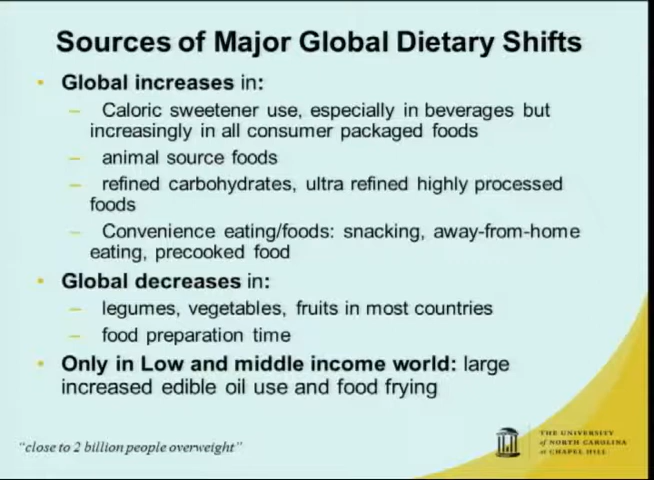 Sources of Major Global Dietary Shifts
• Global increases in:
– Caloric sweetener use, especially in beverages but
increasingly in all consumer packaged foods
– animal source foods
– refined carbohydrates, ultra refined highly processed
foods
– Convenience eating/foods: snacking, away-from-home
eating, precooked food
• Global decreases in:
– legumes, vegetables, fruits in most countries
– food preparation time
• Only in Low and middle income world: large
increased edible oil use and food frying
"close to 2 billion people overweight"
THE UNIVERSITY
of NORTH CAROLINA
at CHAPEL HILL